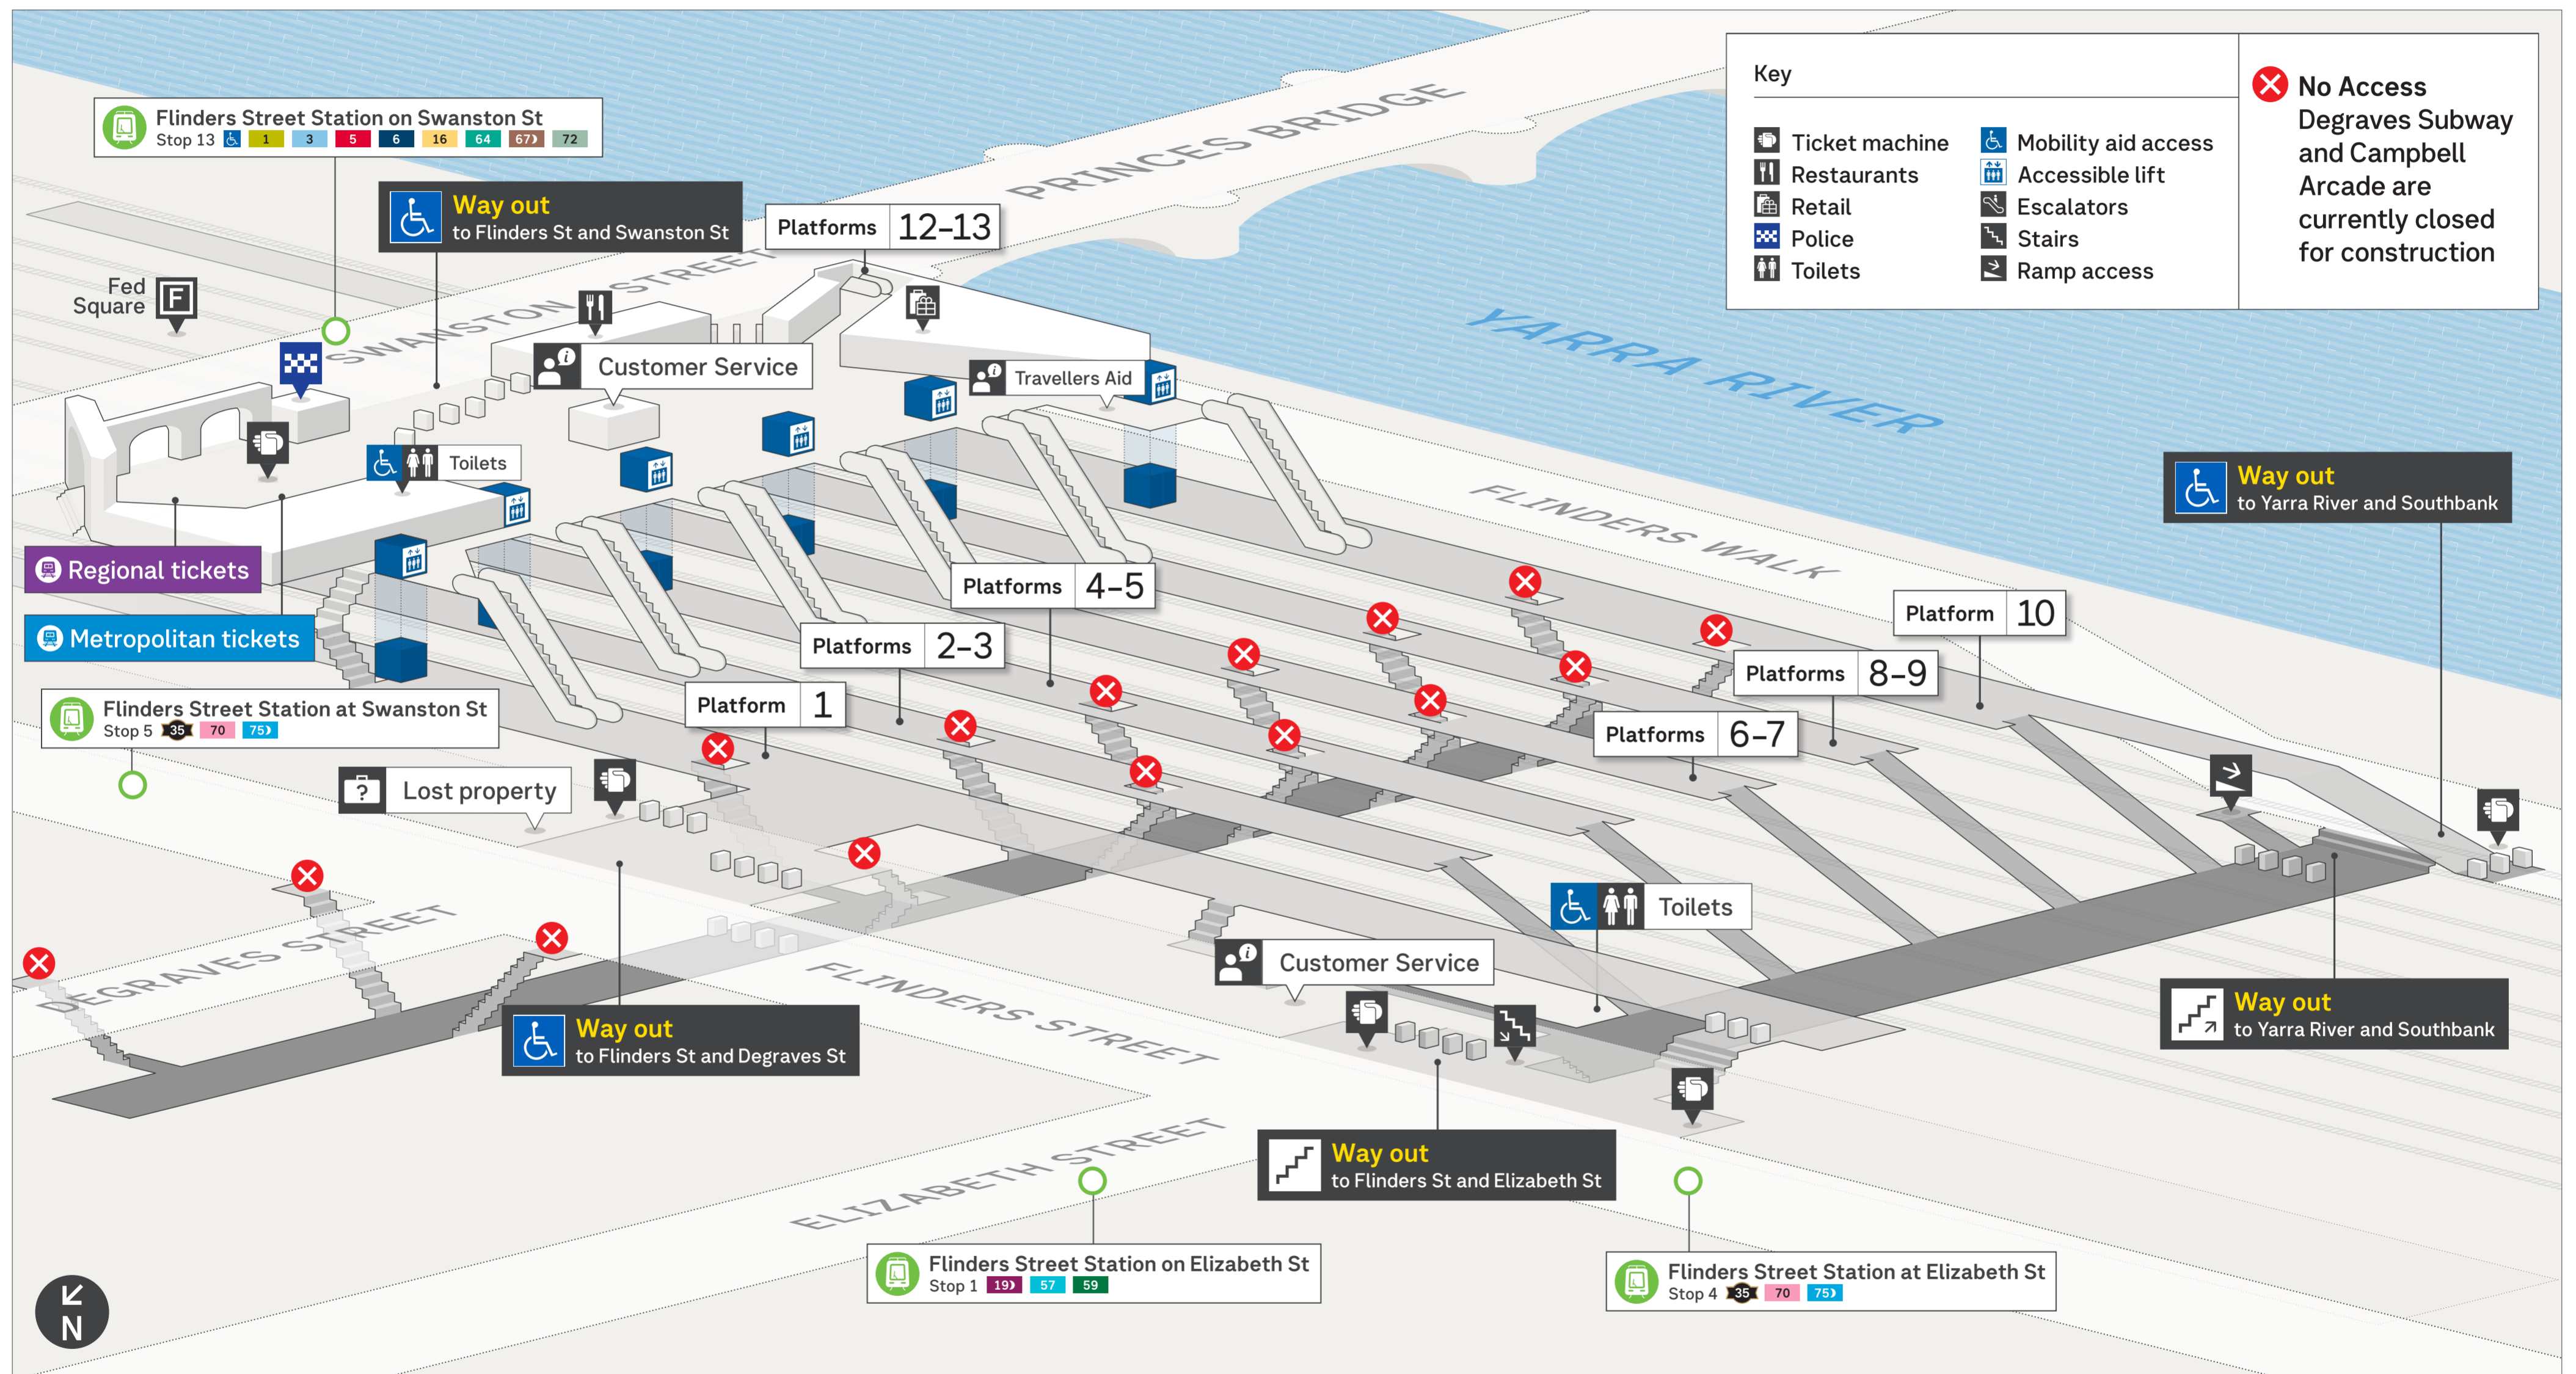 Flinders Street Station on Swanston St
Stop 13 1 3 5 6 16 64 67 72
Way out
to Flinders St and Swanston St
Platforms 12–13
PRINCES BRIDGE
Key
Ticket machine
Restaurants
Retail
Police
Toilets
Mobility aid access
Accessible lift
Escalators
Stairs
Ramp access
No Access
Degraves Subway
and Campbell
Arcade are
currently closed
for construction
Fed
Square
F
SWANSTON STREET
Customer Service
Travellers Aid
YARRA RIVER
Toilets
FLINDERS WALK
Way out
to Yarra River and Southbank
Regional tickets
Metropolitan tickets
Platforms 4–5
Platforms 2–3
Platform 1
Platform 10
Platforms 8–9
Platforms 6–7
Flinders Street Station at Swanston St
Stop 5 35 70 75
Lost property
DEGRAVES STREET
Way out
to Flinders St and Degraves St
FLINDERS STREET
Customer Service
Toilets
Way out
to Yarra River and Southbank
ELIZABETH STREET
Way out
to Flinders St and Elizabeth St
Flinders Street Station on Elizabeth St
Stop 1 19 57 59
Flinders Street Station at Elizabeth St
Stop 4 35 70 75
N